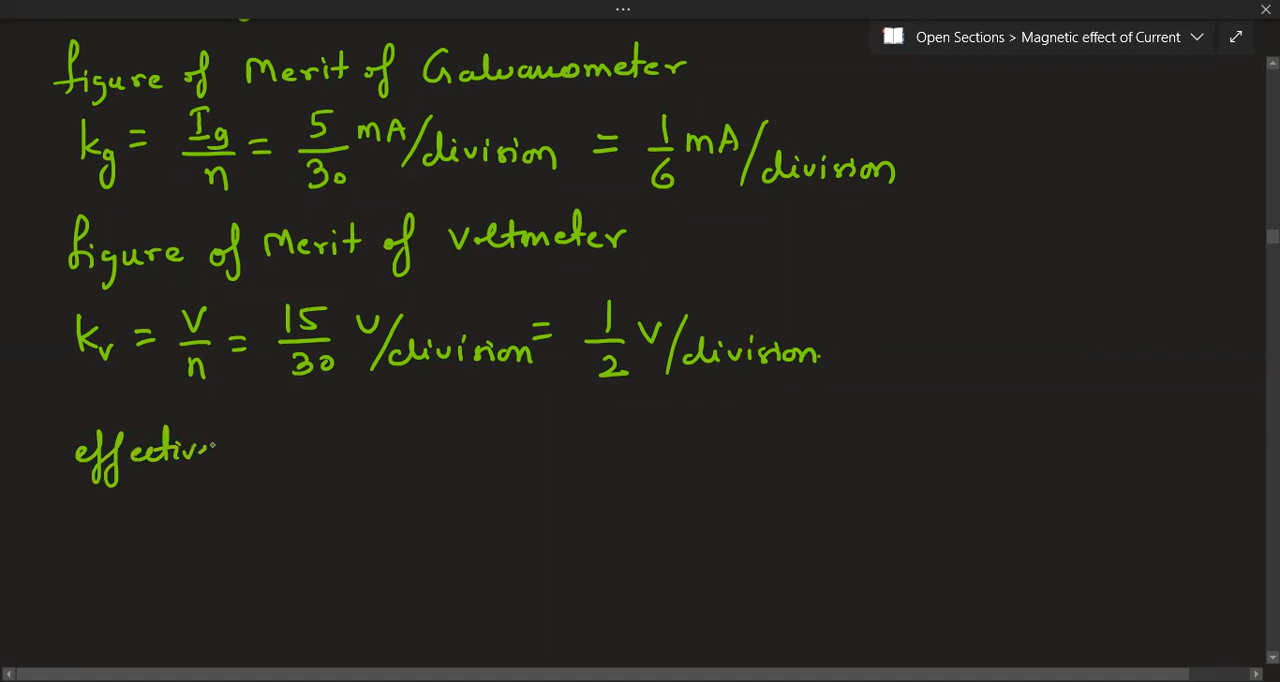 Open Sections > Magnetic effect of Current
figure of Merit of Galvanometer
kg = Ig/n = 5/30 mA/division = 1/6 mA/division
figure of Merit of Voltmeter
kv = V/n = 15/30 V/division = 1/2 V/division.
effectiv